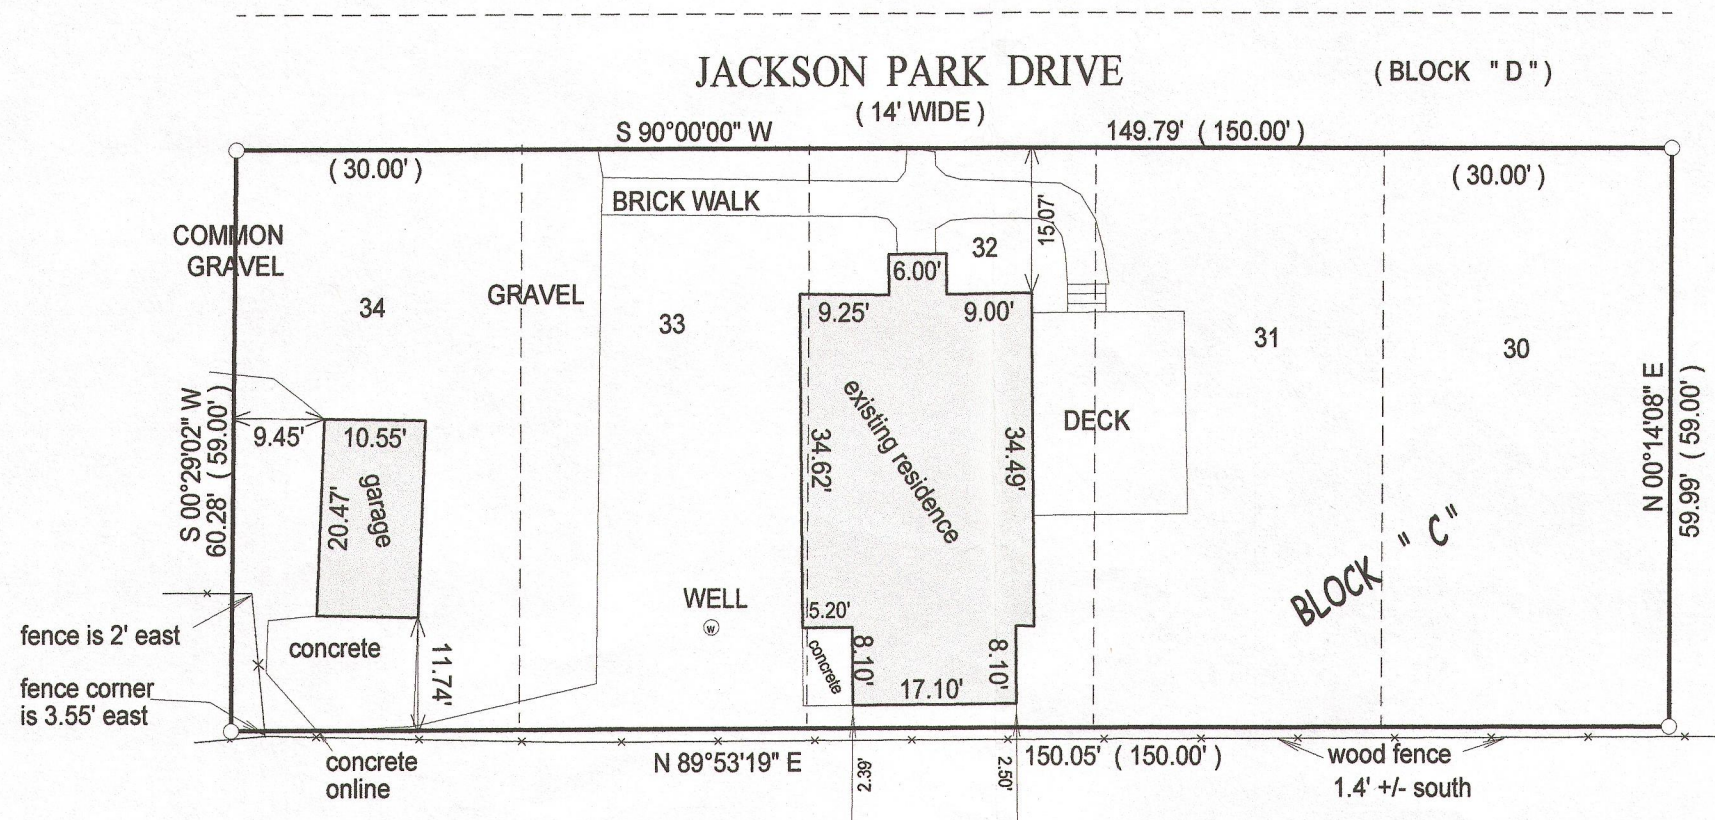 JACKSON PARK DRIVE
( BLOCK " D " )
( 14' WIDE )
S 90°00'00" W
149.79' ( 150.00' )
( 30.00' )
( 30.00' )
BRICK WALK
COMMON
GRAVEL
15.07'
32
6.00'
34
GRAVEL
33
9.25'
9.00'
31
30
S 00°29'02" W
60.28' ( 59.00' )
N 00°14'08" E
59.99' ( 59.00' )
9.45'
10.55'
20.47'
garage
34.62'
existing residence
34.49'
DECK
BLOCK " C "
WELL
w
5.20'
fence is 2' east
concrete
11.74'
concrete
8.10'
17.10'
8.10'
fence corner
is 3.55' east
concrete
online
N 89°53'19" E
2.39'
2.50'
150.05' ( 150.00' )
wood fence
1.4' +/- south